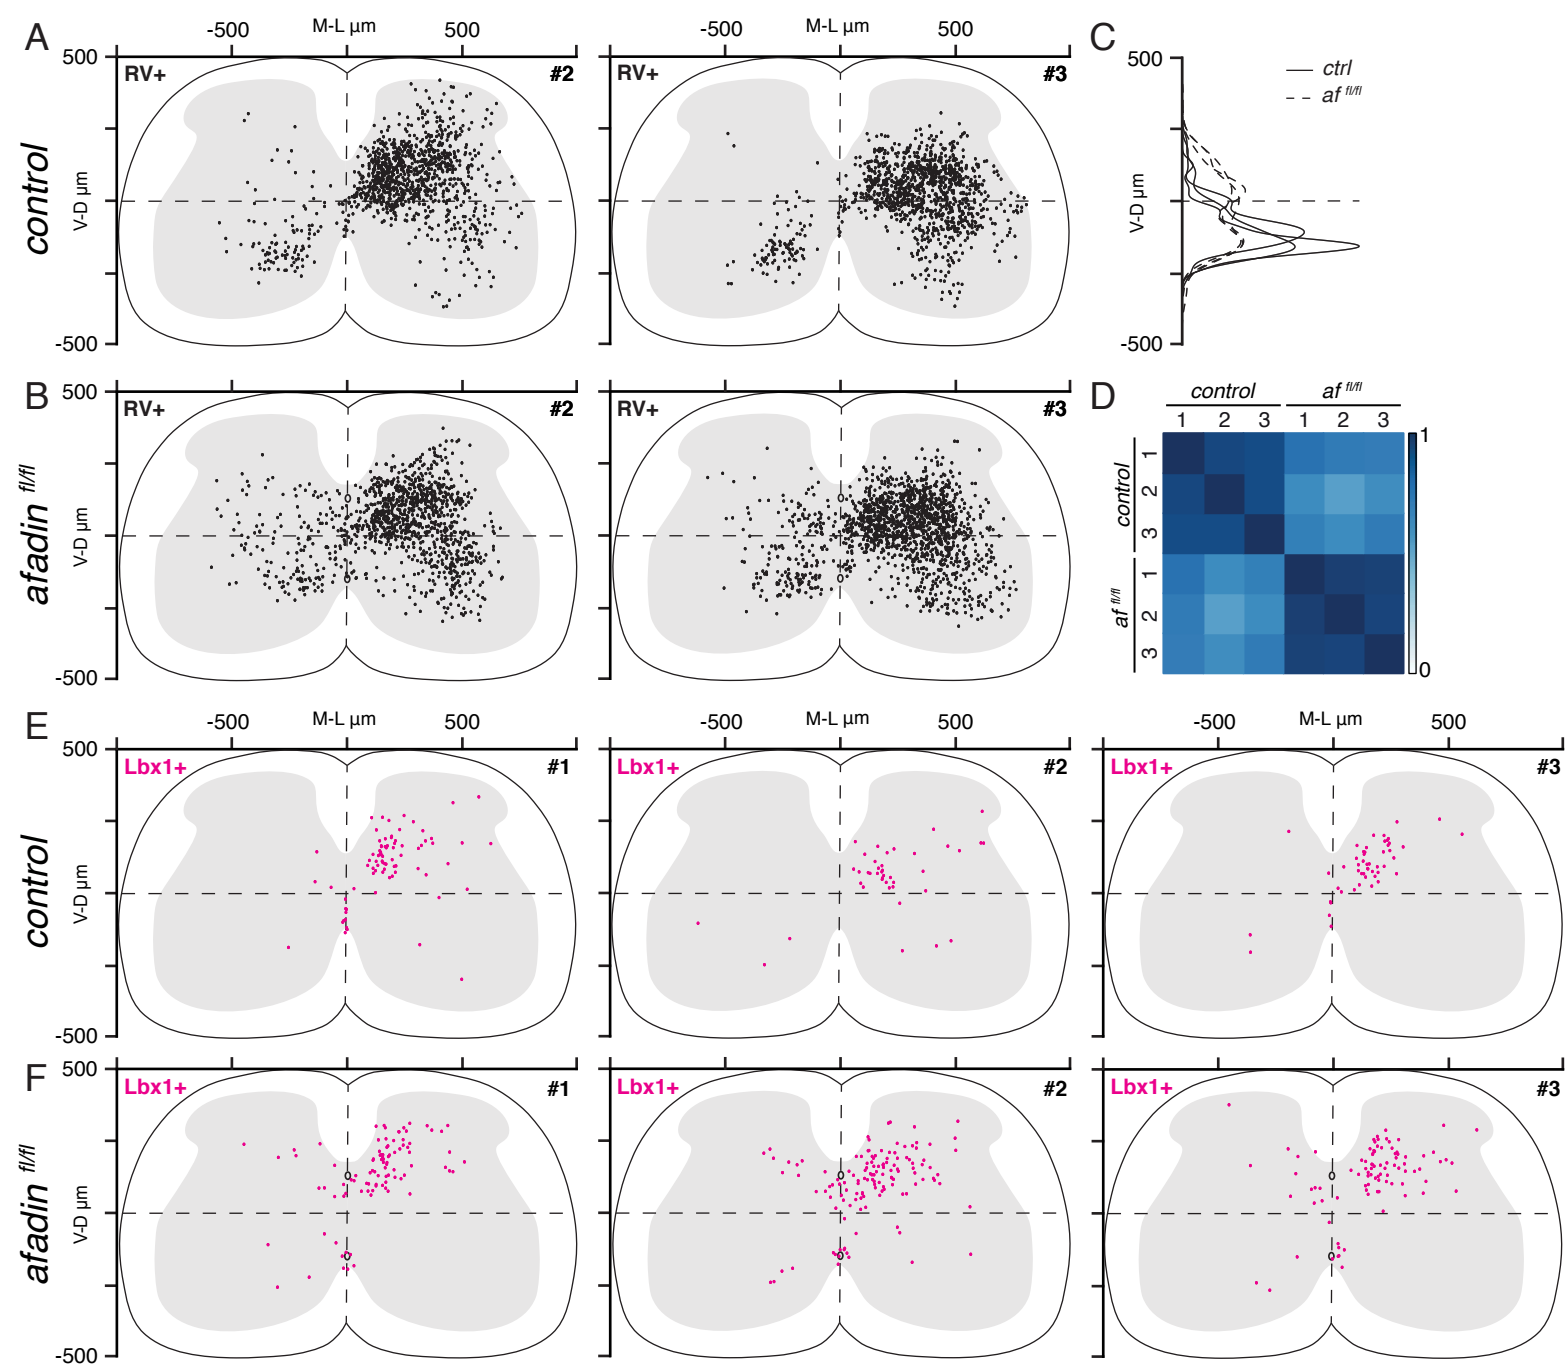 A
-500 M-L µm 500
-500 500
C
500
RV+ #2
RV+ #3
control
V-D µm
-500
500
ctrl
af fl/fl
V-D µm
-500
B
500
RV+ #2
RV+ #3
afadin fl/fl
V-D µm
-500
D
control af fl/fl
1 2 3 1 2 3
control
1
2
3
af fl/fl
1
2
3
1
0
E
-500 M-L µm 500
-500 500
-500 M-L µm 500
500
Lbx1+ #1
Lbx1+ #2
Lbx1+ #3
control
V-D µm
-500
F
500
Lbx1+ #1
Lbx1+ #2
Lbx1+ #3
afadin fl/fl
V-D µm
-500